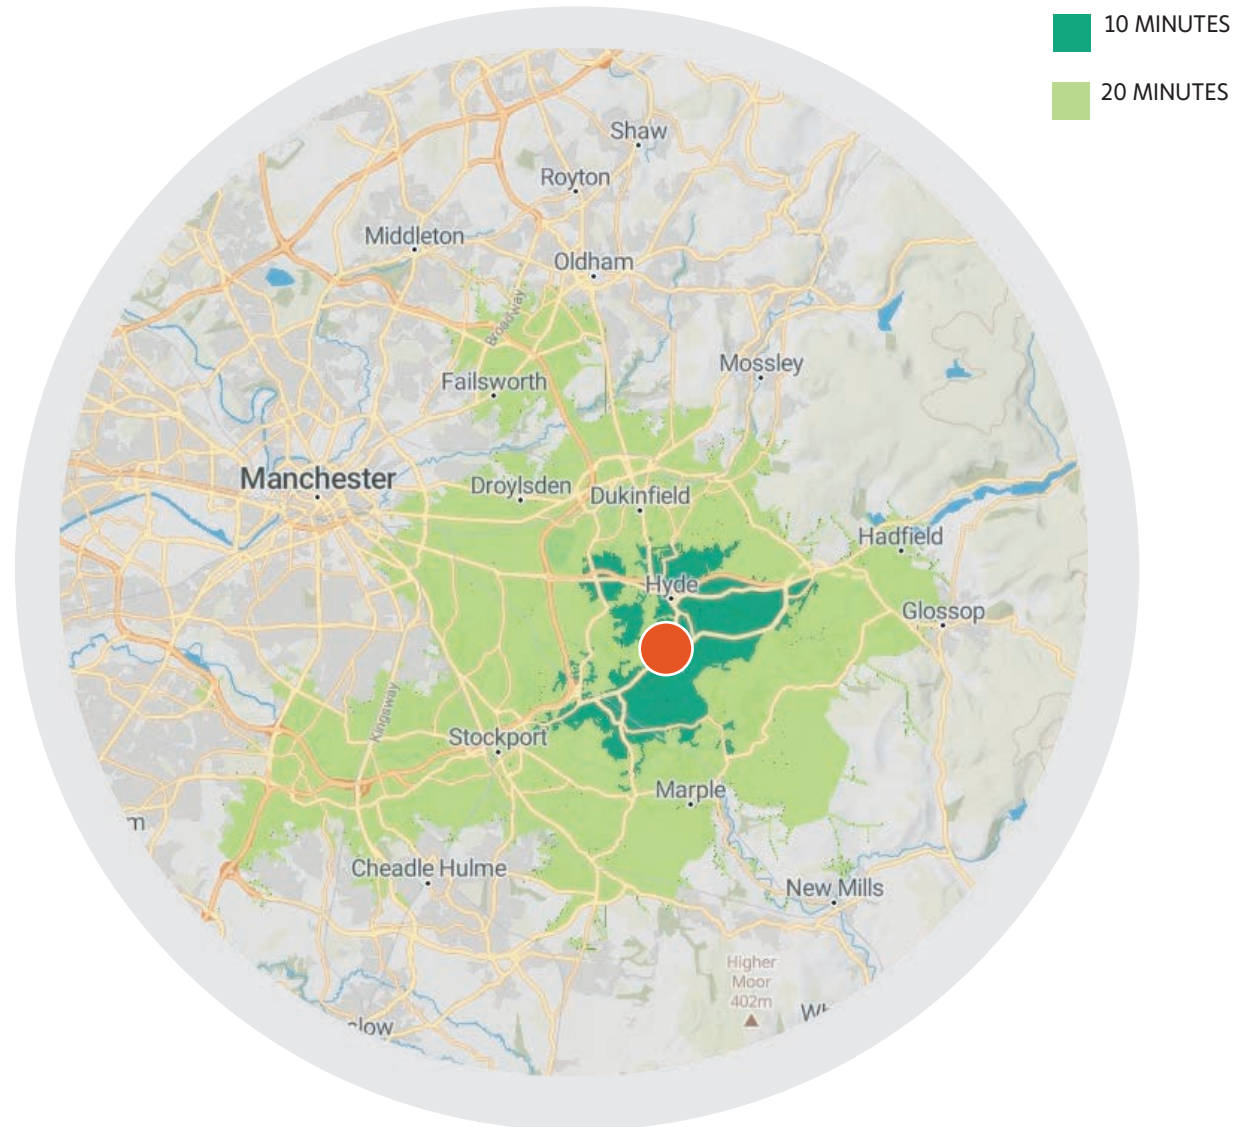 10 MINUTES
20 MINUTES
Shaw
Royton
Middleton
Oldham
Broadway
Mossley
Failsworth
Manchester
Droylsden
Dukinfield
Hadfield
Hyde
Glossop
Kingsway
Stockport
Marple
m
Cheadle Hulme
New Mills
Higher
Moor
402m
slow